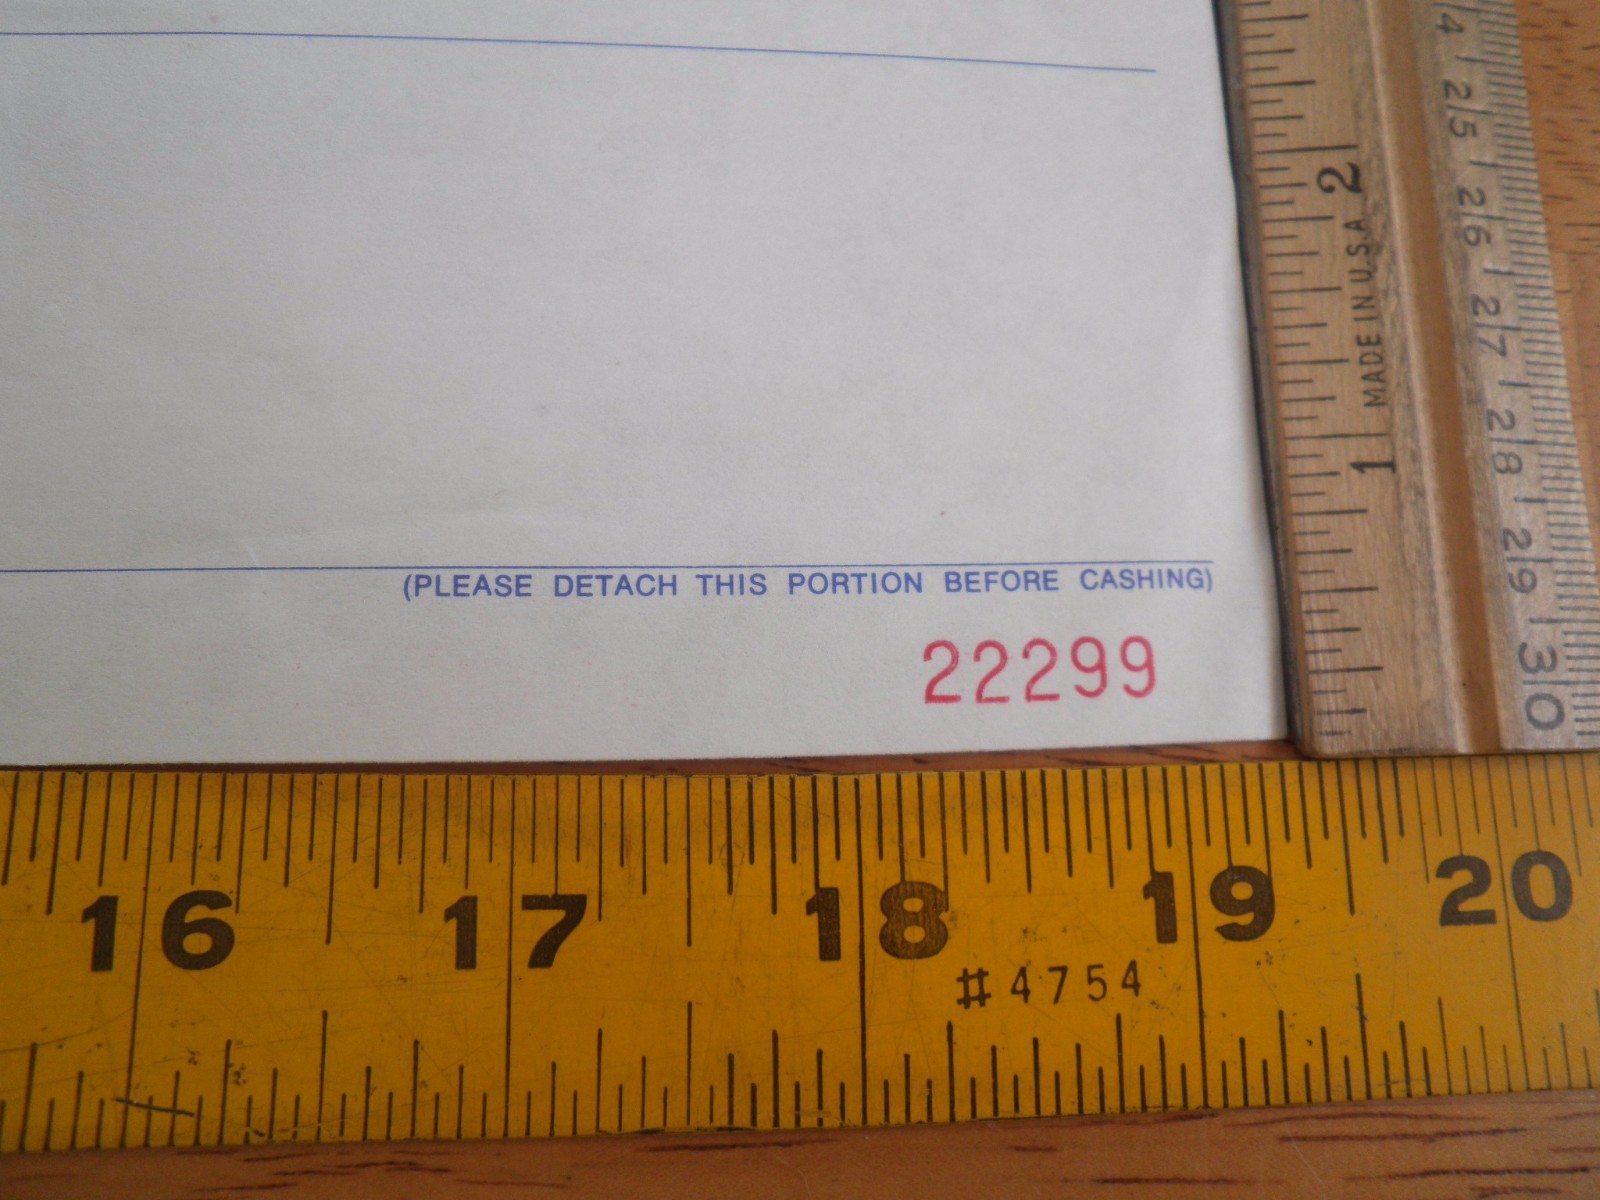 (PLEASE DETACH THIS PORTION BEFORE CASHING)
22299
4 25 26 27 28 29 30
2 MADE IN U.S.A.
1
16 17 18 19 20
#4754